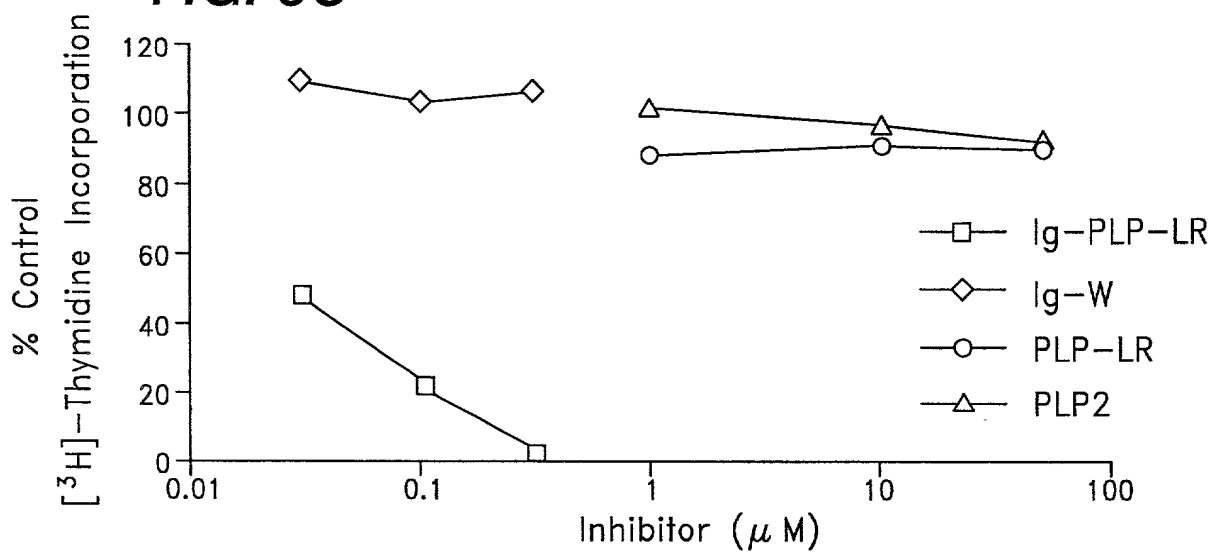 % Control
[³H]-Thymidine Incorporation
120
100
80
60
40
20
0
0.01
0.1
1
10
100
Inhibitor (μ M)
Ig-PLP-LR
Ig-W
PLP-LR
PLP2